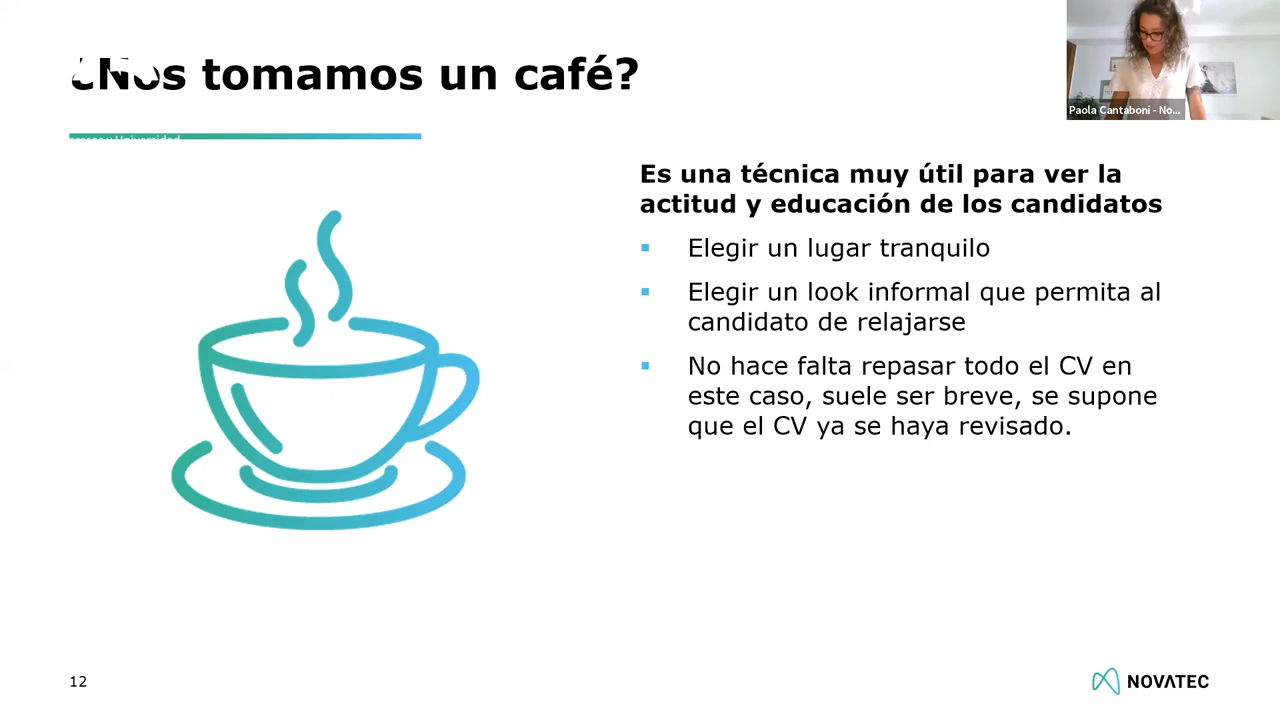 ¿Nos tomamos un café?
y Universidad
Paola Cantaboni - No...
Es una técnica muy útil para ver la
actitud y educación de los candidatos
Elegir un lugar tranquilo
Elegir un look informal que permita al
candidato de relajarse
No hace falta repasar todo el CV en
este caso, suele ser breve, se supone
que el CV ya se haya revisado.
12
NOVATEC